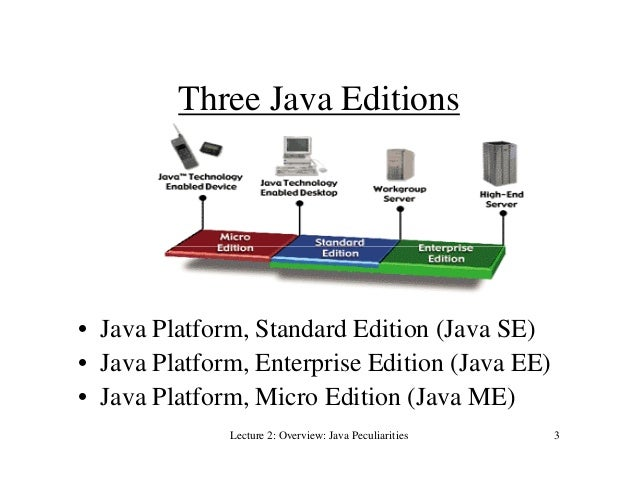 Three Java Editions
Java™ Technology
Enabled Device
Java Technology
Enabled Desktop
Workgroup
Server
High-End
Server
Micro
Edition
Standard
Edition
Enterprise
Edition
• Java Platform, Standard Edition (Java SE)
• Java Platform, Enterprise Edition (Java EE)
• Java Platform, Micro Edition (Java ME)
Lecture 2: Overview: Java Peculiarities
3